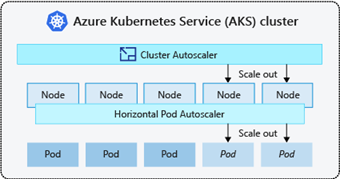 Azure Kubernetes Service (AKS) cluster
Cluster Autoscaler
Scale out
Node Node Node Node Node
Horizontal Pod Autoscaler
Scale out
Pod Pod Pod Pod Pod